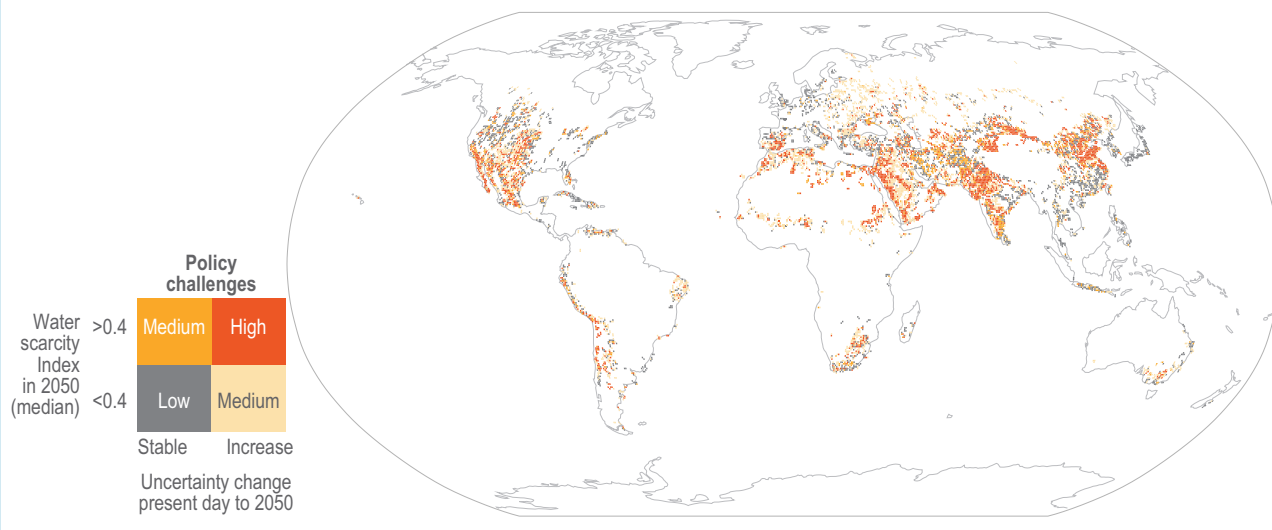 Policy
challenges
Water
scarcity
Index
in 2050
(median)
>0.4
Medium
High
<0.4
Low
Medium
Stable
Increase
Uncertainty change
present day to 2050